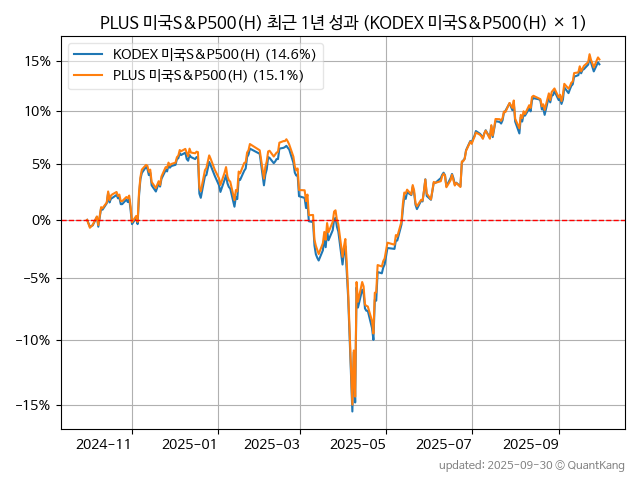 PLUS 미국S&P500(H) 최근 1년 성과 (KODEX 미국S&P500(H) × 1)
KODEX 미국S&P500(H) (14.6%)
PLUS 미국S&P500(H) (15.1%)
15%
10%
5%
0%
−5%
−10%
−15%
2024-11 2025-01 2025-03 2025-05 2025-07 2025-09
updated: 2025-09-30 © QuantKang